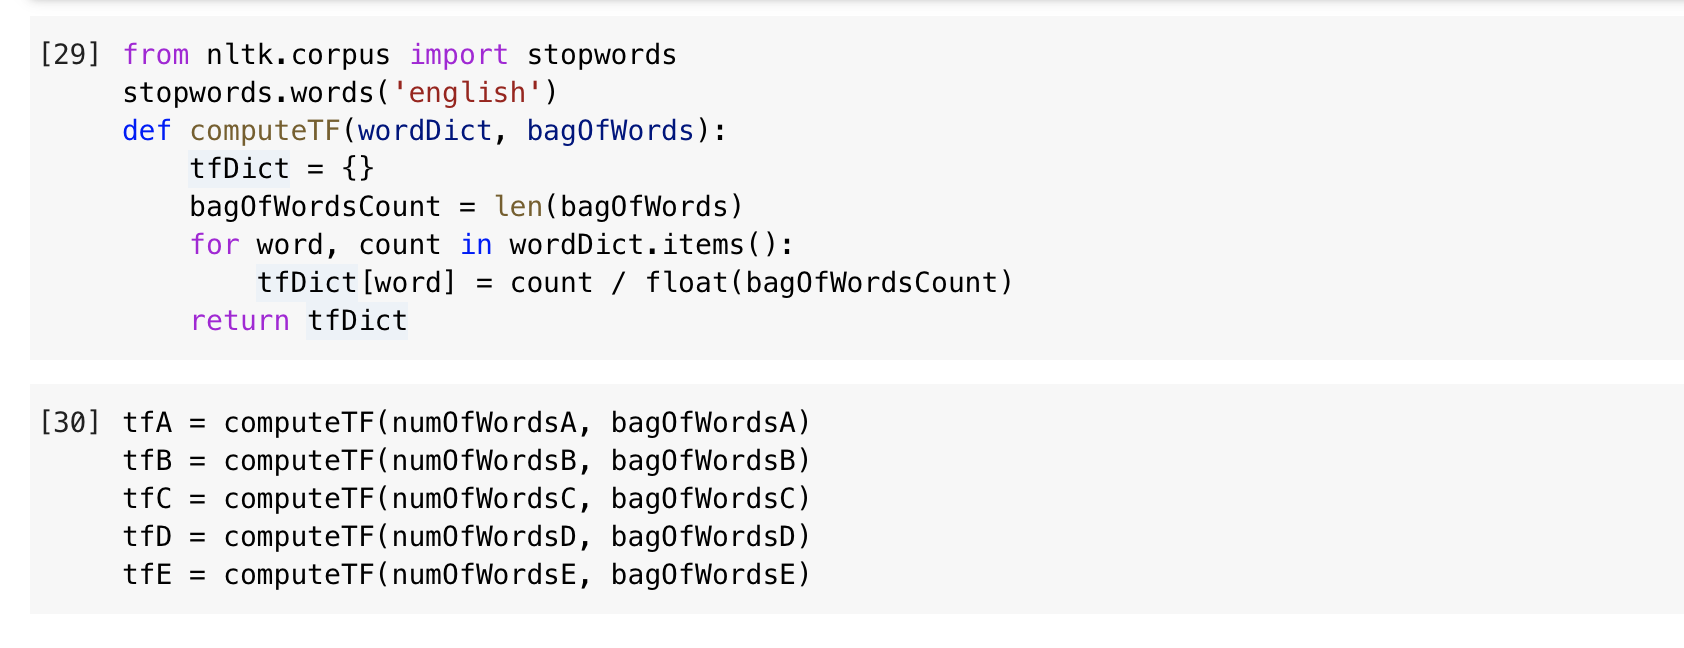 [29] from nltk.corpus import stopwords
stopwords.words('english')
def computeTF(wordDict, bagOfWords):
    tfDict = {}
    bagOfWordsCount = len(bagOfWords)
    for word, count in wordDict.items():
        tfDict[word] = count / float(bagOfWordsCount)
    return tfDict
[30] tfA = computeTF(numOfWordsA, bagOfWordsA)
tfB = computeTF(numOfWordsB, bagOfWordsB)
tfC = computeTF(numOfWordsC, bagOfWordsC)
tfD = computeTF(numOfWordsD, bagOfWordsD)
tfE = computeTF(numOfWordsE, bagOfWordsE)